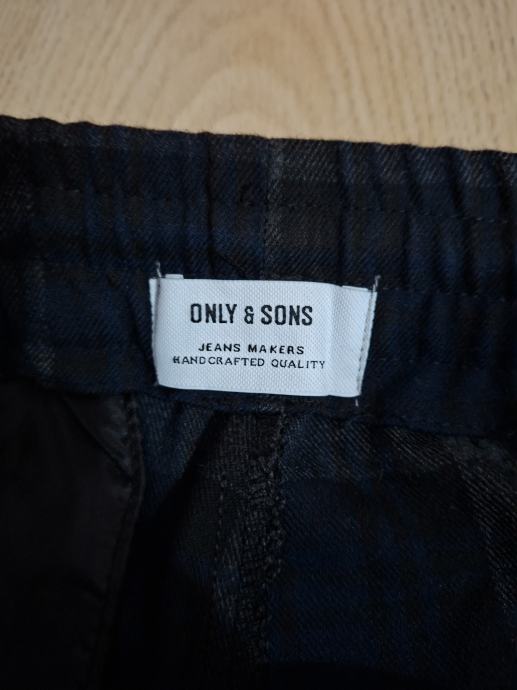 ONLY & SONS
JEANS MAKERS
HANDCRAFTED QUALITY